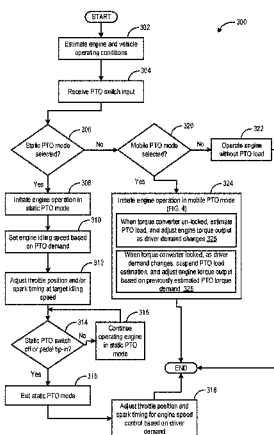 START
300
302
Estimate engine and vehicle
operating conditions
304
Receive PTO switch input
306
Static PTO mode
selected?
No
320
Mobile PTO mode
selected?
No
322
Operate engine
without PTO load
Yes
Yes
308
Initiate engine operation in
static PTO mode
310
Set engine idling speed based
on PTO demand
312
Adjust throttle position and/or
spark timing at target idling
speed
324
Initiate engine operation in mobile PTO mode
(FIG. 4)
When torque converter un-locked, estimate
PTO load, and adjust engine torque output
as driver demand changes 326
When torque converter locked, as driver
demand changes, suspend PTO load
estimation, and adjust engine torque output
based on previously estimated PTO torque
demand
314
Static PTO switch
off or pedal tip-in?
No
316
Continue
operating engine
in static PTO
mode
Yes
END
Exit static PTO mode
318
Adjust throttle position and
spark timing for engine speed
control based on driver
demand